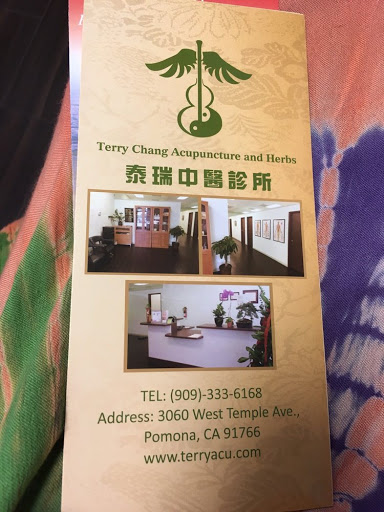 Terry Chang Acupuncture and Herbs
泰瑞中醫診所
TEL: (909)-333-6168
Address: 3060 West Temple Ave.,
Pomona, CA 91766
www.terryacu.com